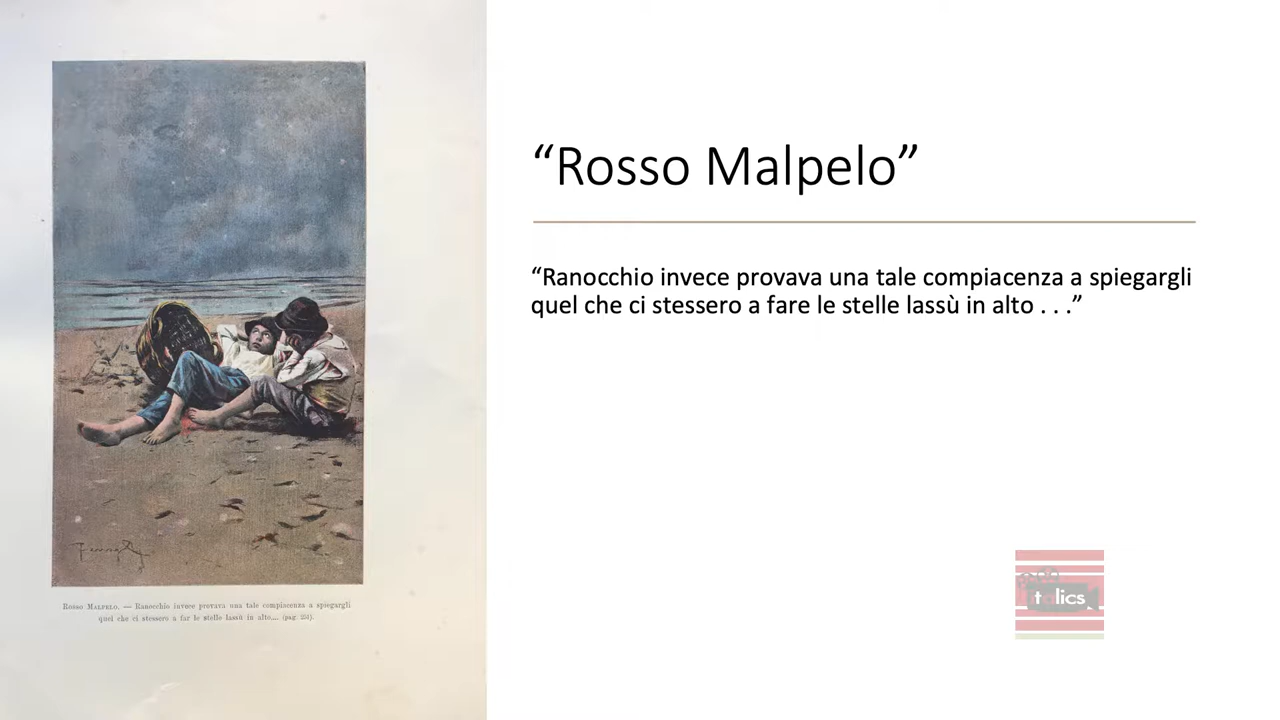 “Rosso Malpelo”
“Ranocchio invece provava una tale compiacenza a spiegargli
quel che ci stessero a fare le stelle lassù in alto . . .”
Rosso Malpelo. — Ranocchio invece provava una tale compiacenza a spiegargli
quel che ci stessero a far le stelle lassù in alto.... (pag. 251).
italics